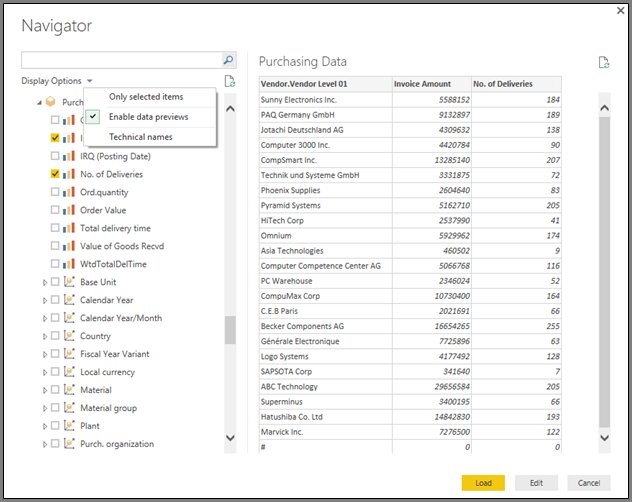 Navigator
Display Options
Only selected items
Enable data previews
Technical names
Purch
IRQ (Posting Date)
No. of Deliveries
Ord.quantity
Order Value
Total delivery time
Value of Goods Recvd
WtdTotalDelTime
Base Unit
Calendar Year
Calendar Year/Month
Country
Fiscal Year Variant
Local currency
Material
Material group
Plant
Purch. organization
Purchasing Data
Vendor.Vendor Level 01 Invoice Amount No. of Deliveries
Sunny Electronics Inc. 5588152 184
PAQ Germany GmbH 9132897 189
Jotachi Deutschland AG 4309632 138
Computer 3000 Inc. 4420784 90
CompSmart Inc. 13285140 207
Technik und Systeme GmbH 3331875 72
Phoenix Supplies 2604640 83
Pyramid Systems 5162710 205
HiTech Corp 2537990 41
Omnium 5929962 174
Asia Technologies 460502 9
Computer Competence Center AG 5066768 116
PC Warehouse 2346024 52
CompuMax Corp 10730400 164
C.E.B Paris 2021691 66
Becker Components AG 16654265 255
Générale Electronique 7725896 63
Logo Systems 4177492 128
SAPSOTA Corp 341640 7
ABC Technology 29656584 205
Superminus 3400195 66
Hatushiba Co. Ltd 14842830 193
Marvick Inc. 7276500 122
# 0 0
Load Edit Cancel